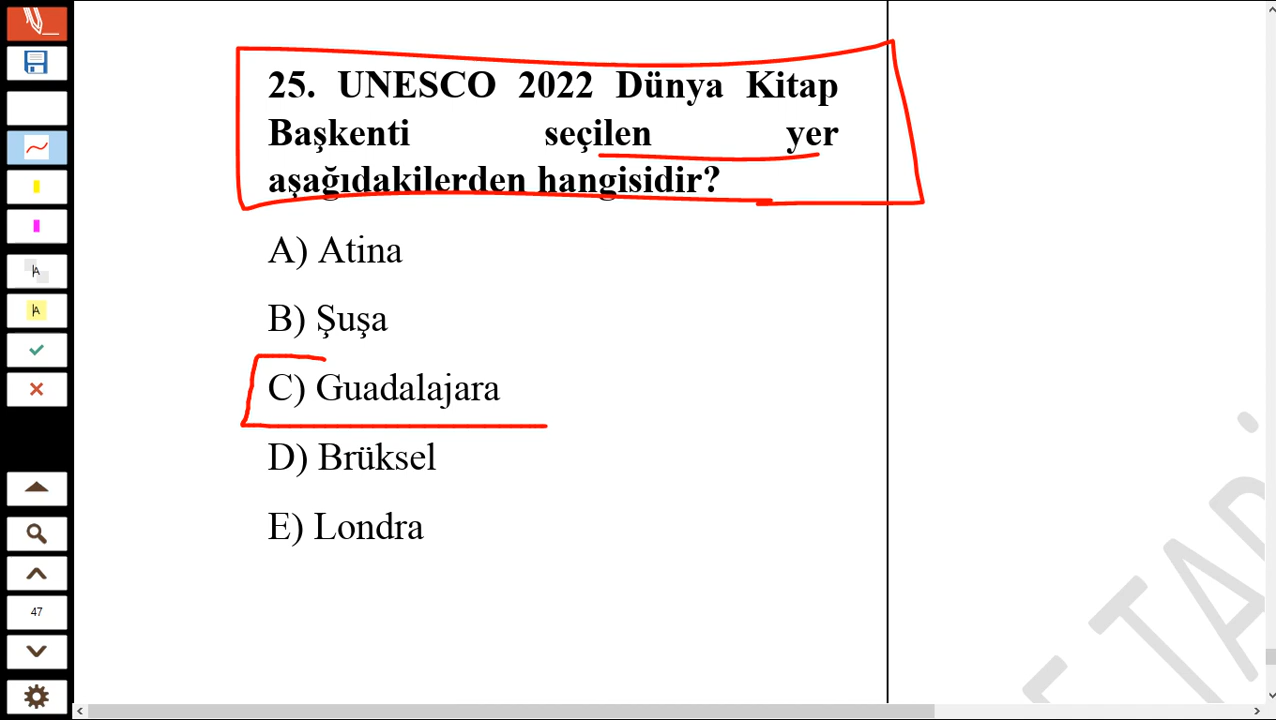 25. UNESCO 2022 Dünya Kitap
Başkenti seçilen yer
aşağıdakilerden hangisidir?
A) Atina
B) Şuşa
C) Guadalajara
D) Brüksel
E) Londra
A
A
47